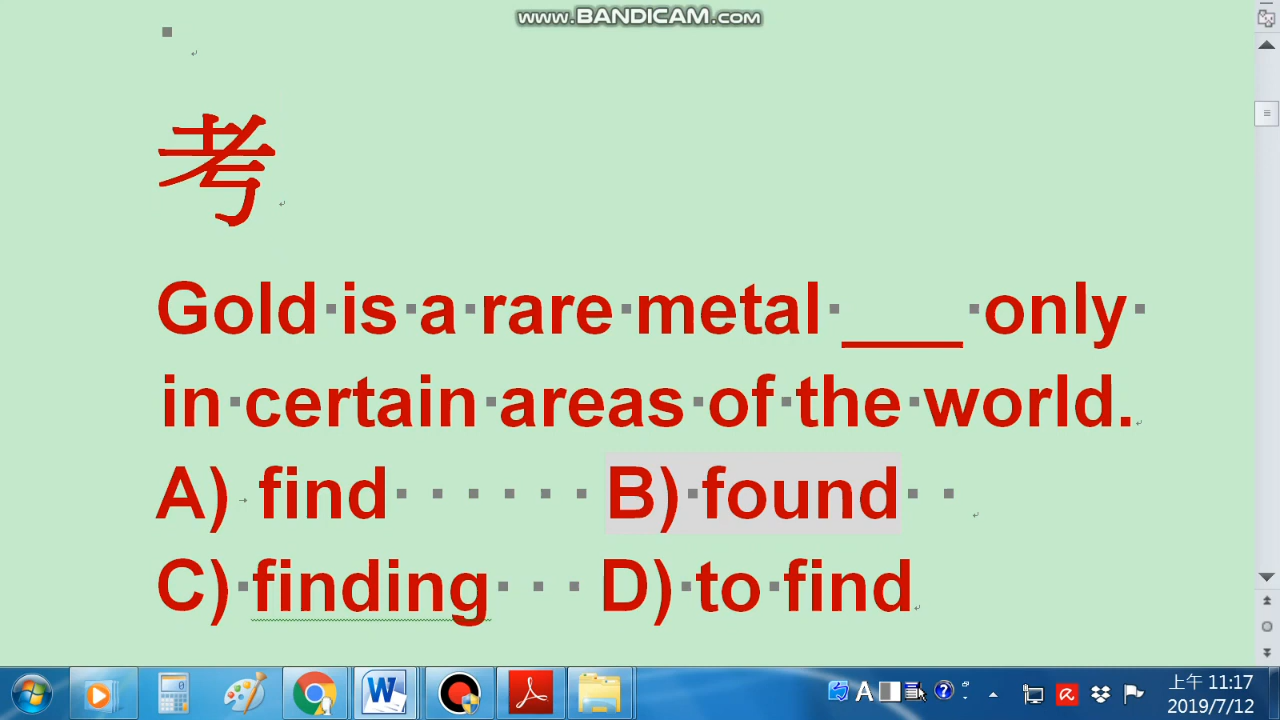 www.BANDICAM.com
考
Gold is a rare metal ___ only
in certain areas of the world.
A) find B) found
C) finding D) to find
上午 11:17
2019/7/12